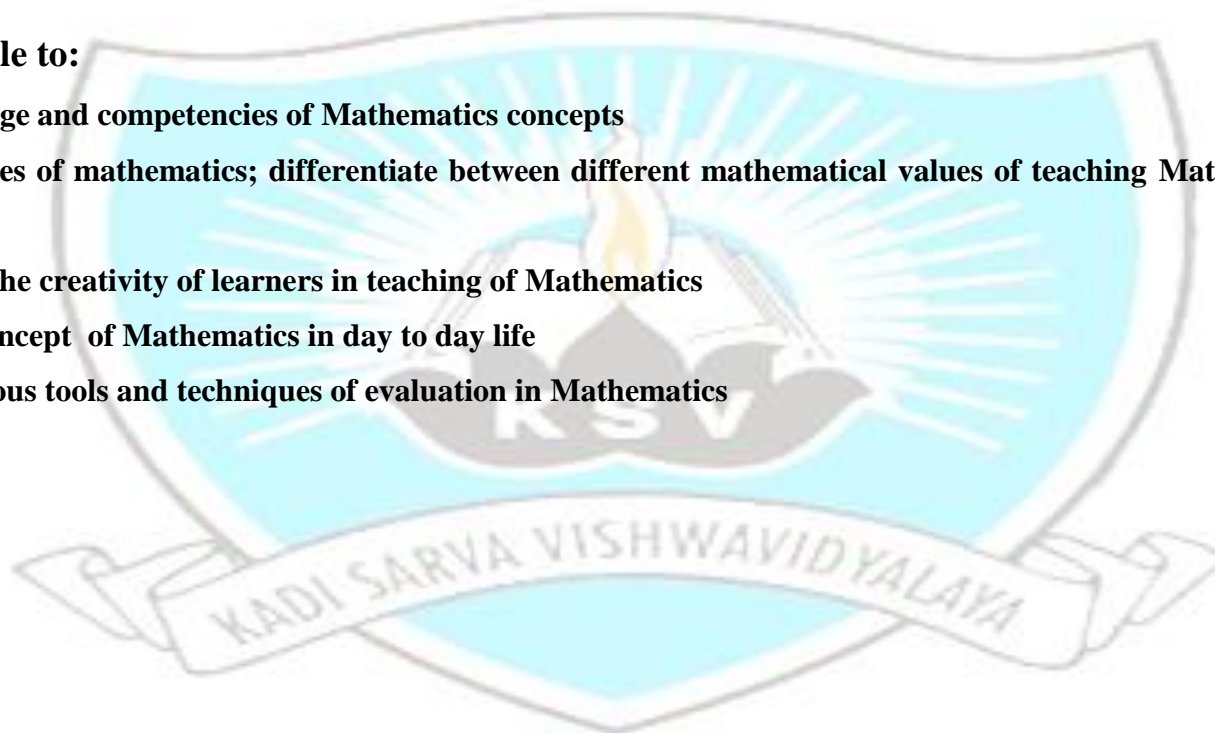 le to:
ge and competencies of Mathematics concepts
es of mathematics; differentiate between different mathematical values of teaching Mat
he creativity of learners in teaching of Mathematics
ncept of Mathematics in day to day life
ous tools and techniques of evaluation in Mathematics
KSV
KADI SARVA VISHWAVIDYALAYA